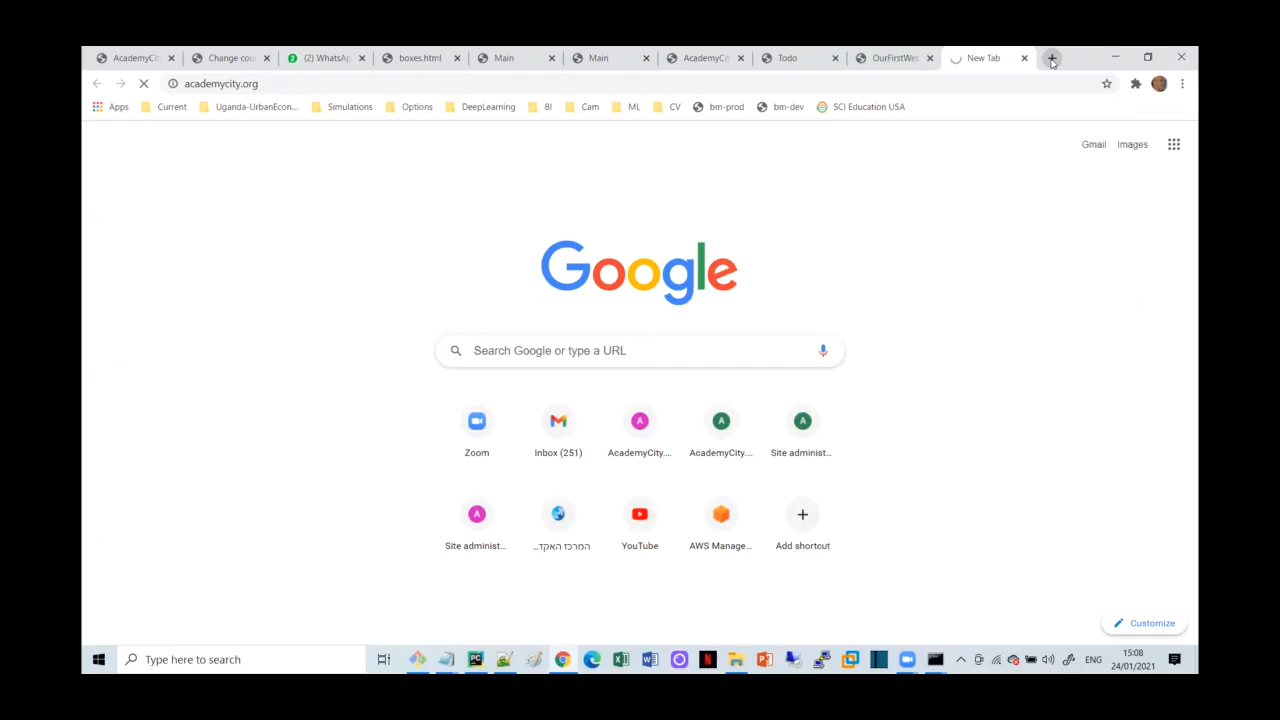 AcademyCit
Change cou
(2) WhatsAp
boxes.html
Main
Main
AcademyCi
Todo
OurFirstWel
New Tab
academycity.org
Apps
Current
Uganda-UrbanEcon...
Simulations
Options
DeepLearning
BI
Cam
ML
CV
bm-prod
bm-dev
SCI Education USA
Gmail
Images
Google
Search Google or type a URL
A
A
A
Zoom
Inbox (251)
AcademyCity....
AcademyCity....
Site administ...
A
Site administ...
המרכז האקד...
YouTube
AWS Manage...
Add shortcut
Customize
Type here to search
ENG
15:08
24/01/2021